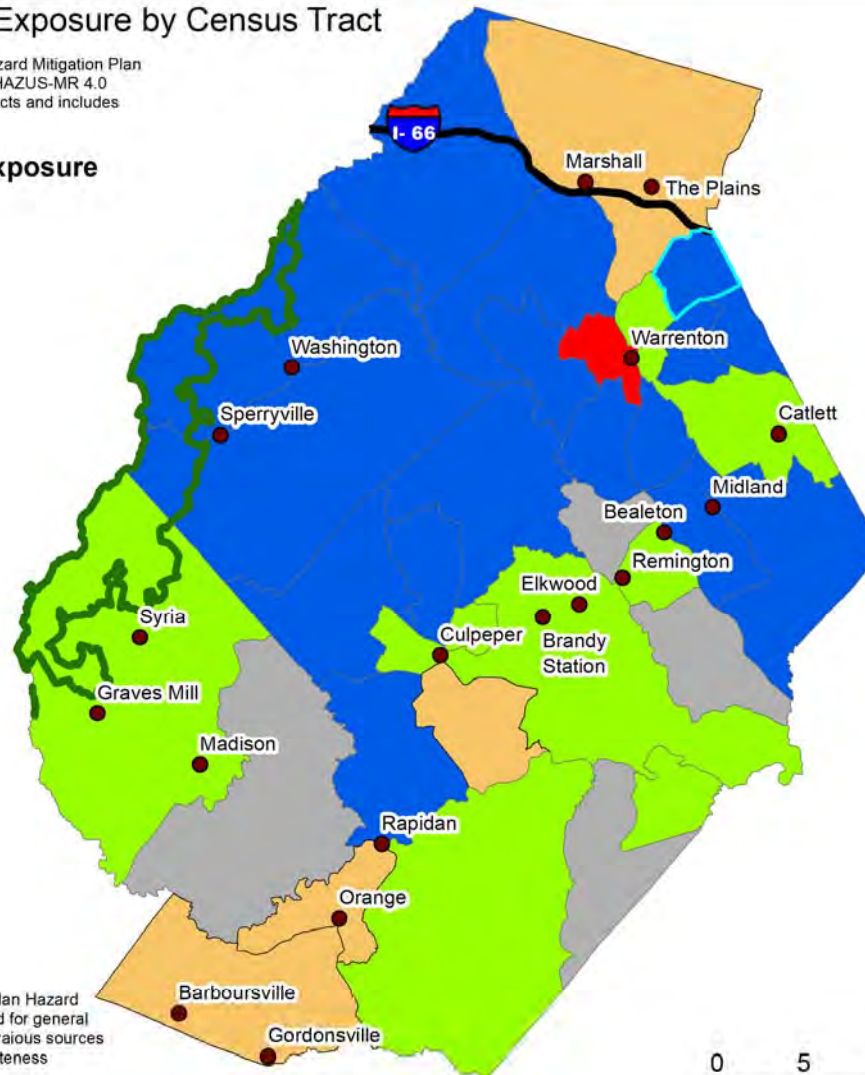 Exposure by Census Tract
zard Mitigation Plan
HAZUS-MR 4.0
cts and includes
xposure
I- 66
Marshall
The Plains
Washington
Warrenton
Sperryville
Catlett
Midland
Bealeton
Remington
Elkwood
Brandy
Station
Syria
Culpeper
Graves Mill
Madison
Rapidan
Orange
Barboursville
Gordonsville
lan Hazard
d for general
raious sources
teness
0 5